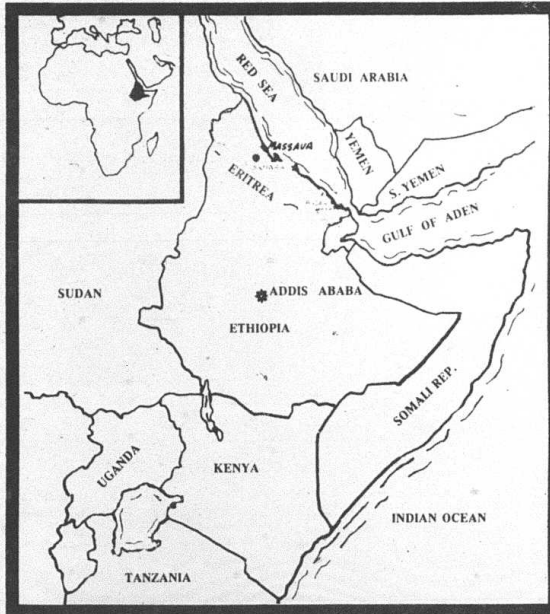 RED SEA
SAUDI ARABIA
MASSAUA
YEMEN
ERITREA
S. YEMEN
GULF OF ADEN
SUDAN
ADDIS ABABA
ETHIOPIA
SOMALI REP.
UGANDA
KENYA
INDIAN OCEAN
TANZANIA